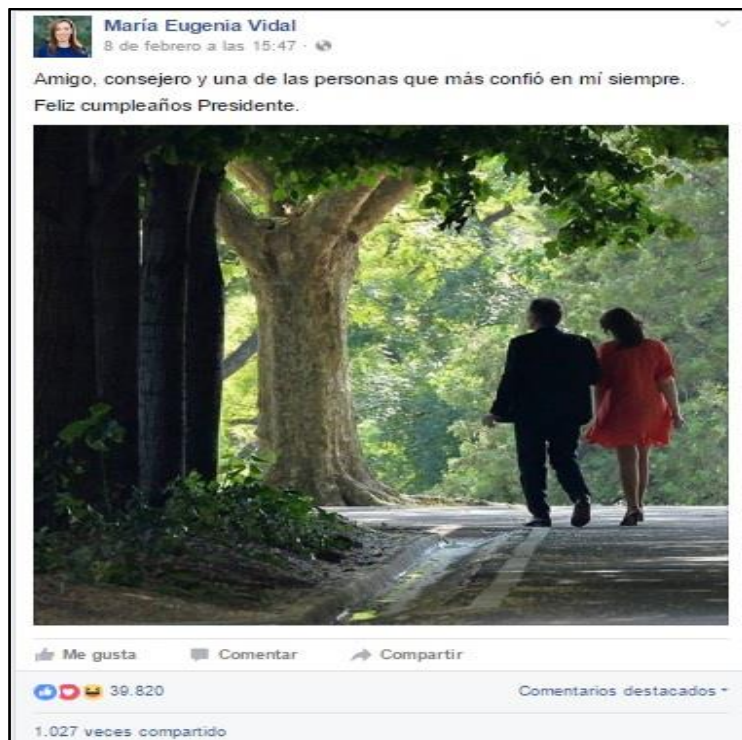 María Eugenia Vidal
8 de febrero a las 15:47 ·
Amigo, consejero y una de las personas que más confió en mí siempre.
Feliz cumpleaños Presidente.
Me gusta Comentar Compartir
39.820 Comentarios destacados
1.027 veces compartido